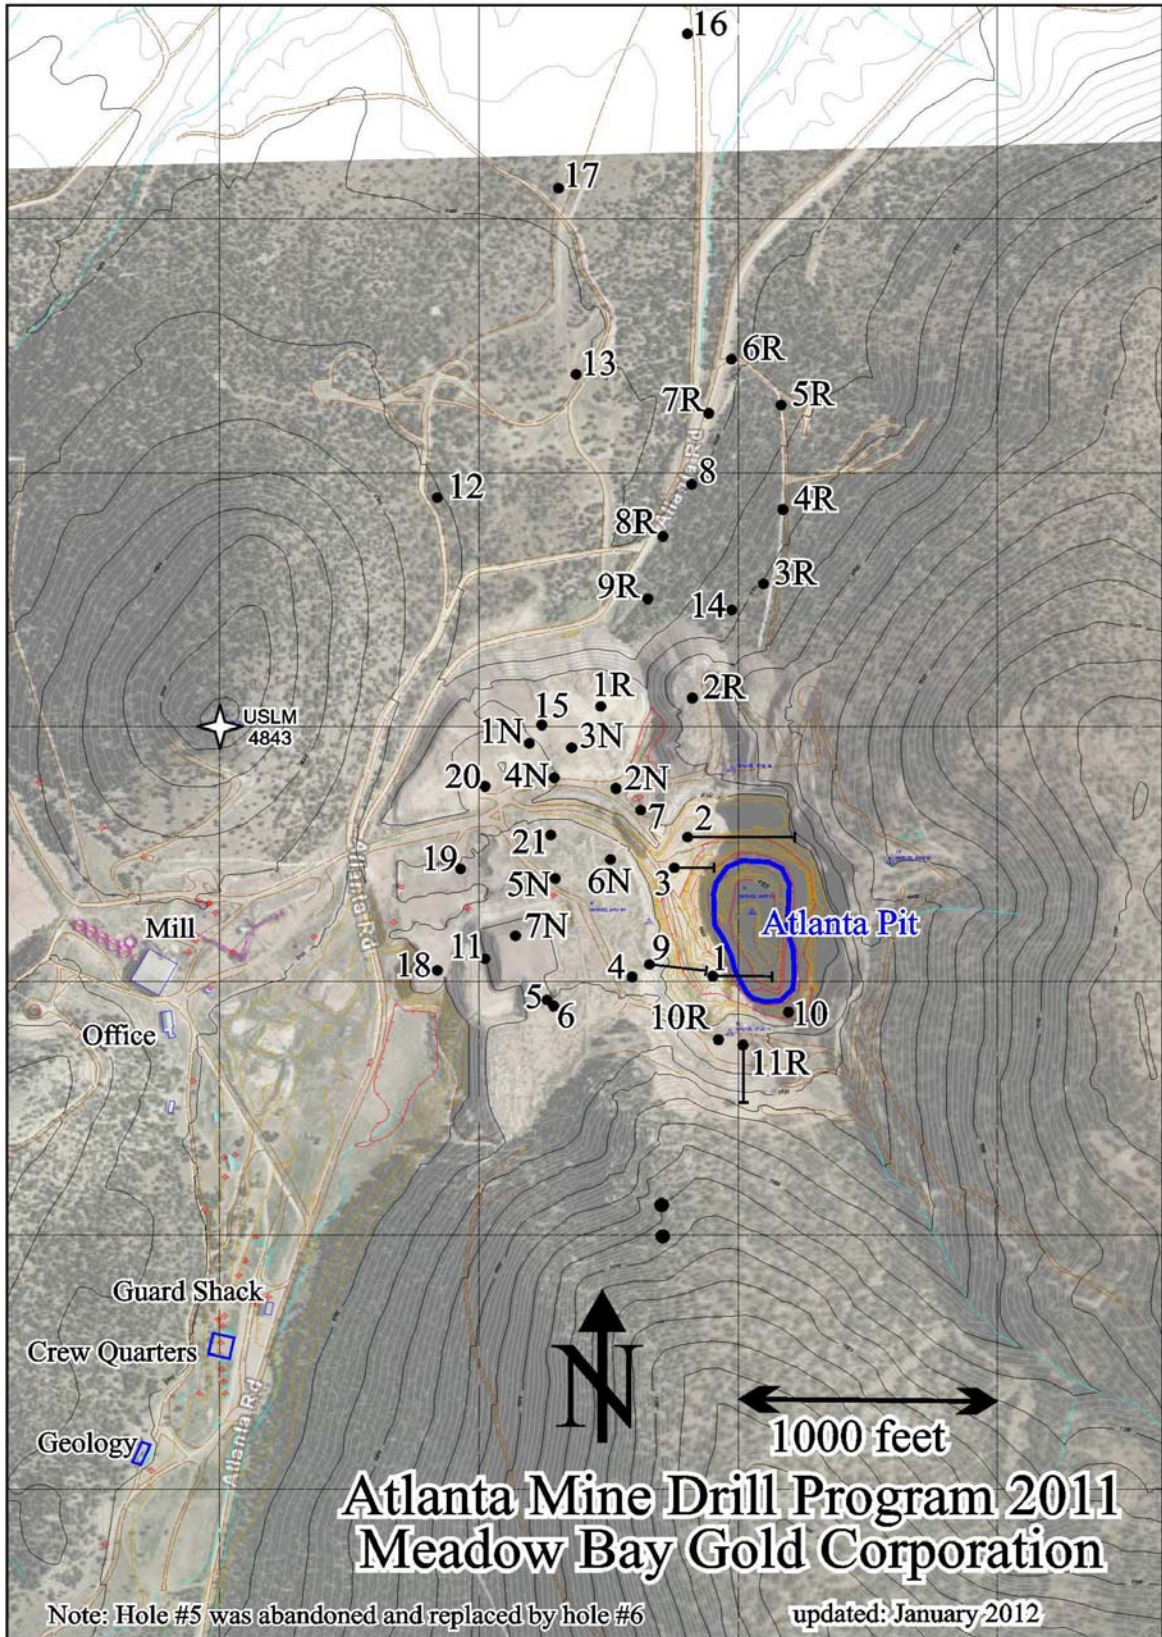 16
17
13
6R
7R
5R
12
8
Atlanta Rd
4R
8R
3R
9R
14
2R
1R
USLM
4843
15
1N
3N
20
4N
2N
7
2
21
19
6N
3
5N
Atlanta Rd
Atlanta Pit
Mill
7N
11
9
1
18
4
5
6
10
Office
10R
11R
Guard Shack
Crew Quarters
N
Atlanta Rd
1000 feet
Geology
Atlanta Mine Drill Program 2011
Meadow Bay Gold Corporation
Note: Hole #5 was abandoned and replaced by hole #6
updated: January 2012